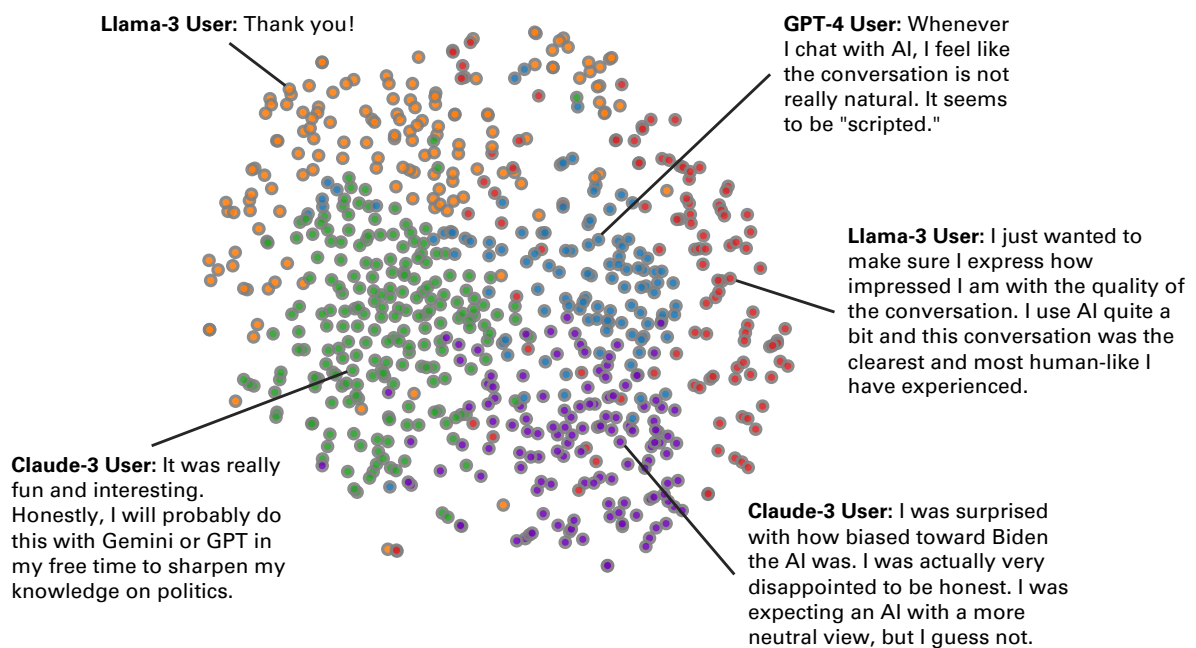 Llama-3 User: Thank you!
GPT-4 User: Whenever
I chat with AI, I feel like
the conversation is not
really natural. It seems
to be "scripted."
Llama-3 User: I just wanted to
make sure I express how
impressed I am with the quality of
the conversation. I use AI quite a
bit and this conversation was the
clearest and most human-like I
have experienced.
Claude-3 User: It was really
fun and interesting.
Honestly, I will probably do
this with Gemini or GPT in
my free time to sharpen my
knowledge on politics.
Claude-3 User: I was surprised
with how biased toward Biden
the AI was. I was actually very
disappointed to be honest. I was
expecting an AI with a more
neutral view, but I guess not.